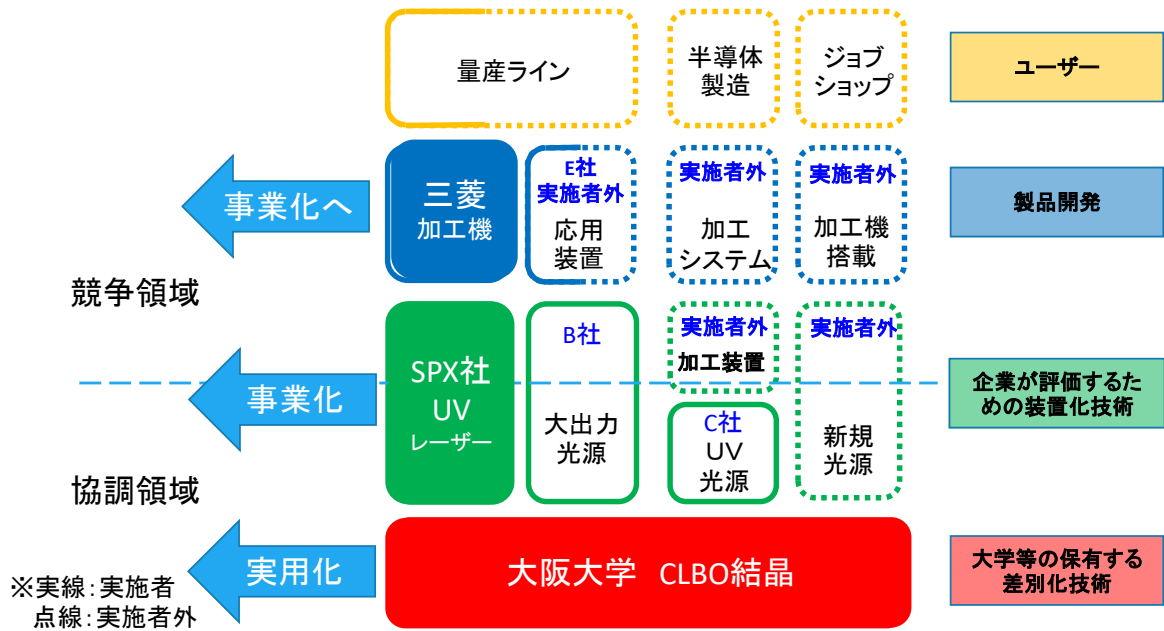 量産ライン
半導体
製造
ジョブ
ショップ
ユーザー
事業化へ
三菱
加工機
E社
実施者外
応用
装置
実施者外
加工
システム
実施者外
加工機
搭載
製品開発
競争領域
事業化
SPX社
UV
レーザー
B社
大出力
光源
実施者外
加工装置
C社
UV
光源
実施者外
新規
光源
企業が評価するた
めの装置化技術
協調領域
実用化
大阪大学 CLBO結晶
大学等の保有する
差別化技術
※実線：実施者
点線：実施者外